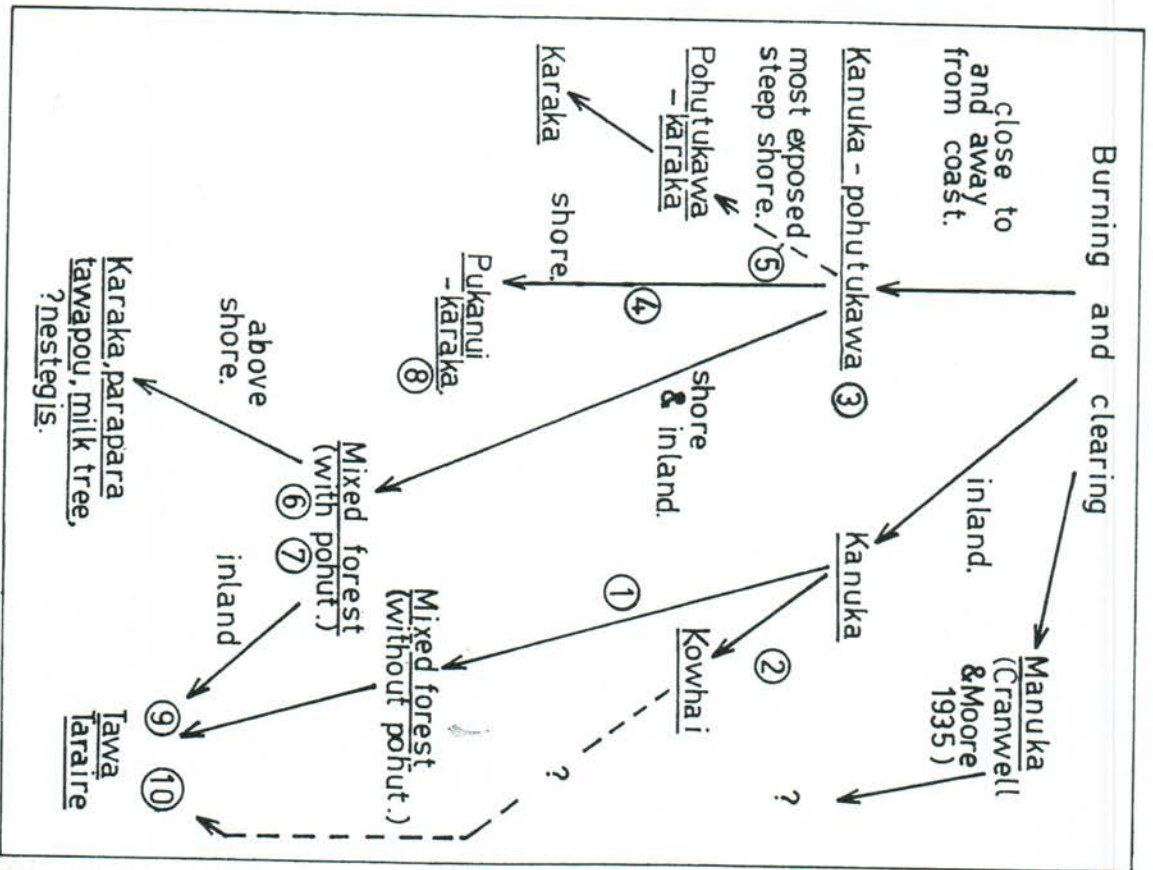 Burning and clearing
close to
and away
from coast.
inland.
Manuka
(Cranwell
&Moore
1935)
?
Kanuka - pohutukawa ③
Kanuka
most exposed/
steep shore./
⑤
Pohutukawa
-karaka
Karaka
shore.
④
Pukanui
-karaka,
⑧
shore
& inland.
①
②
Kowhai
?
Mixed forest
(with pohut.)
⑥ ⑦
Mixed forest
(without pohut.)
above
shore.
inland
Karaka, parapara
tawapou, milk tree,
?nestegis.
⑨ ⑩
Tawa
Taraire